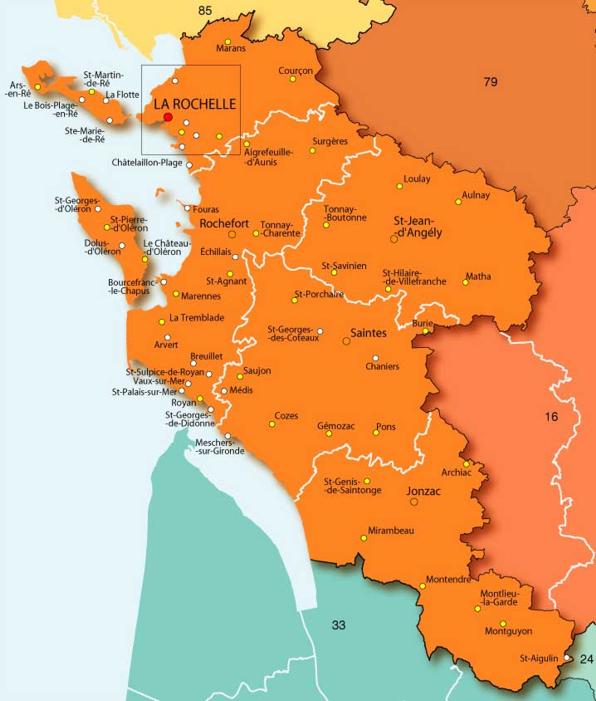 85
Marans
Courçon
79
Ars-
-en-Ré
St-Martin-
-de-Ré
La Flotte
Le Bois-Plage-
-en-Ré
Ste-Marie-
-de-Ré
LA ROCHELLE
Châtelaillon-Plage
Aigrefeuille-
-d'Aunis
Surgères
Loulay
Aulnay
St-Georges-
-d'Oléron
St-Pierre-
-d'Oléron
Dolus-
-d'Oléron
Le Château-
-d'Oléron
Fouras
Rochefort
Tonnay-
-Charente
Tonnay-
-Boutonne
St-Jean-
-d'Angély
Échillais
Bourcefranc-
-le-Chapus
St-Agnant
Marennes
St-Savinien
St-Hilaire-
-de-Villefranche
Matha
St-Porchaire
La Tremblade
Arvert
St-Georges-
-des-Coteaux
Saintes
Burie
Chaniers
Breuillet
St-Sulpice-de-Royan
Vaux-sur-Mer
St-Palais-sur-Mer
Royan
Saujon
Médis
St-Georges-
-de-Didonne
Meschers-
-sur-Gironde
Cozes
Gémozac
Pons
16
Archiac
St-Genis-
-de-Saintonge
Jonzac
Mirambeau
Montendre
Montlieu-
-la-Garde
Montguyon
33
St-Aigulin
24